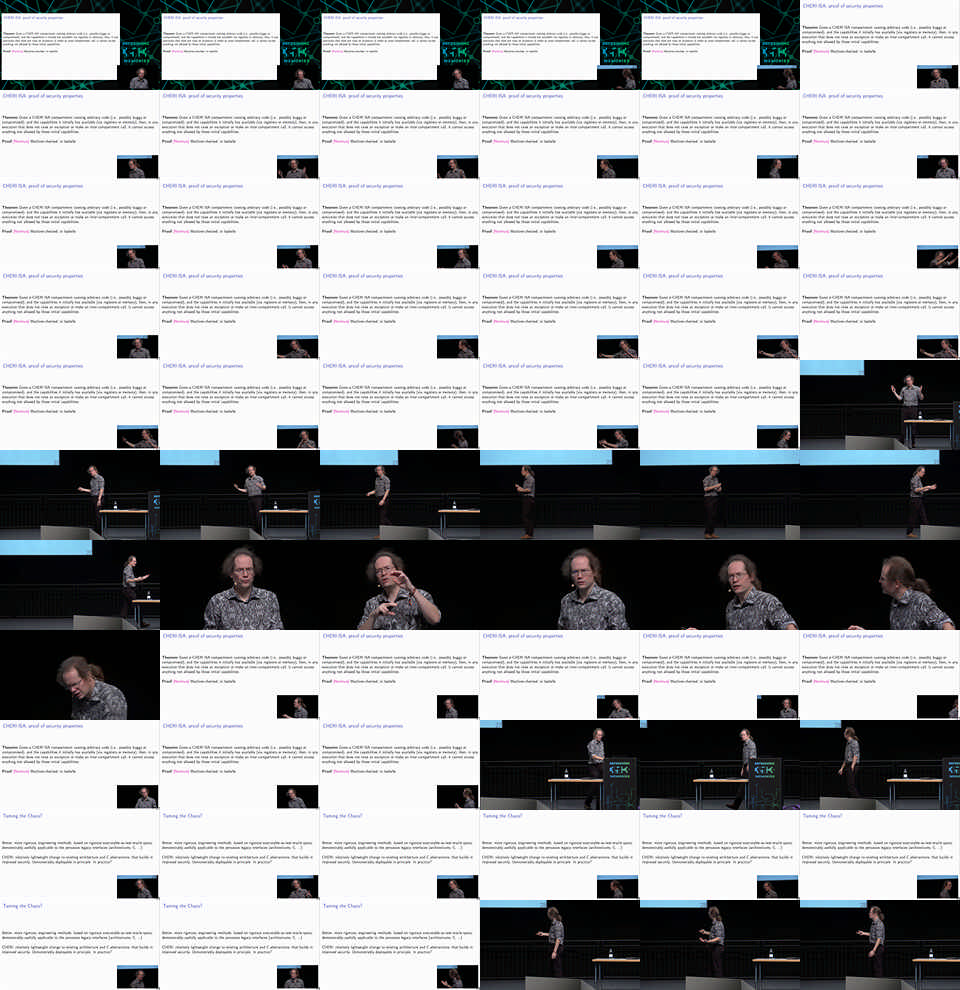 CHERI ISA: proof of security properties
Theorem Given a CHERI ISA compartment running arbitrary code (i.e., possibly buggy or
compromised), and the capabilities it initially has available (via registers or memory), then, in any
execution that does not raise an exception or make an inter-compartment call, it cannot access
anything not allowed by those initial capabilities.
Proof [Nienhuis] Machine-checked, in Isabelle
Taming the Chaos?
Better, more rigorous, engineering methods, based on rigorous executable-as-test-oracle specs:
demonstrably usefully applicable to the pervasive legacy interfaces (architectures, C, ...)
CHERI: relatively lightweight change to existing architecture and C abstractions, that builds in
improved security. Demonstrably deployable in principle. In practice?